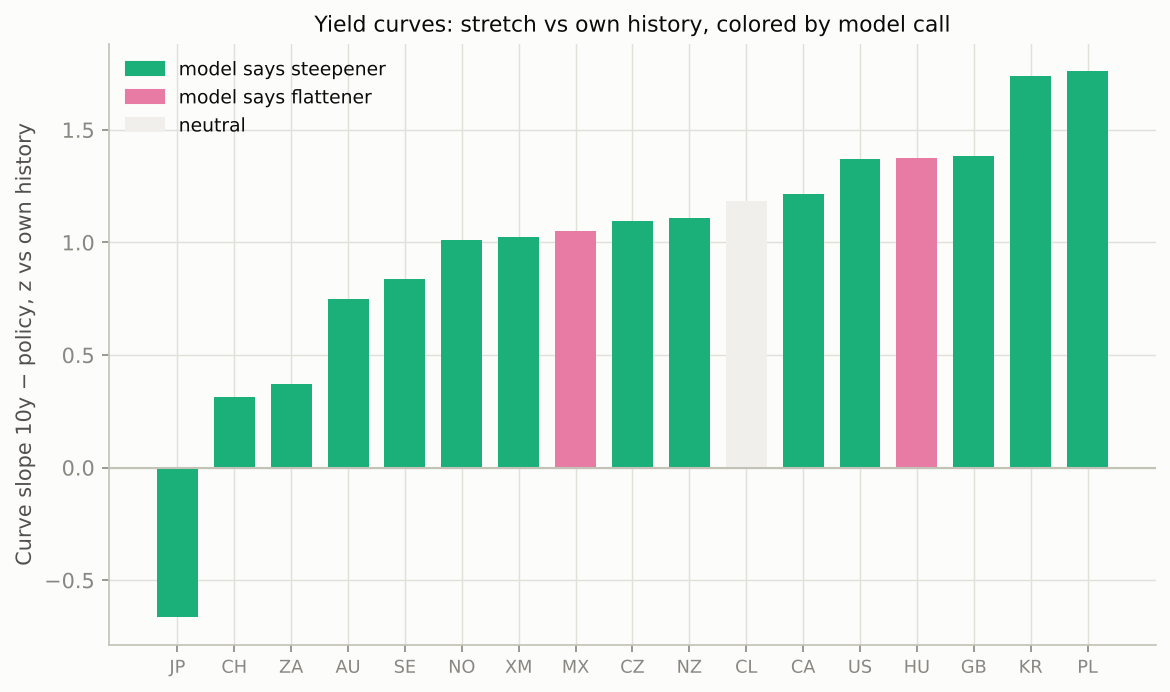 Yield curves: stretch vs own history, colored by model call
model says steepener
model says flattener
neutral
Curve slope 10y − policy, z vs own history
1.5
1.0
0.5
0.0
−0.5
JP CH ZA AU SE NO XM MX CZ NZ CL CA US HU GB KR PL